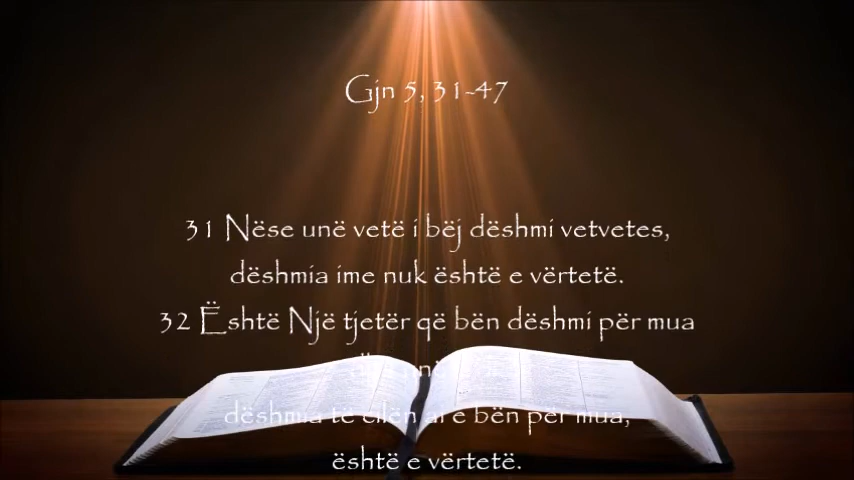 Gjn 5, 31-47
31 Nëse unë vetë i bëj dëshmi vetvetes,
dëshmia ime nuk është e vërtetë.
32 Është Një tjetër që bën dëshmi për mua
dëshmia të cilën ai e bën për mua,
është e vërtetë.